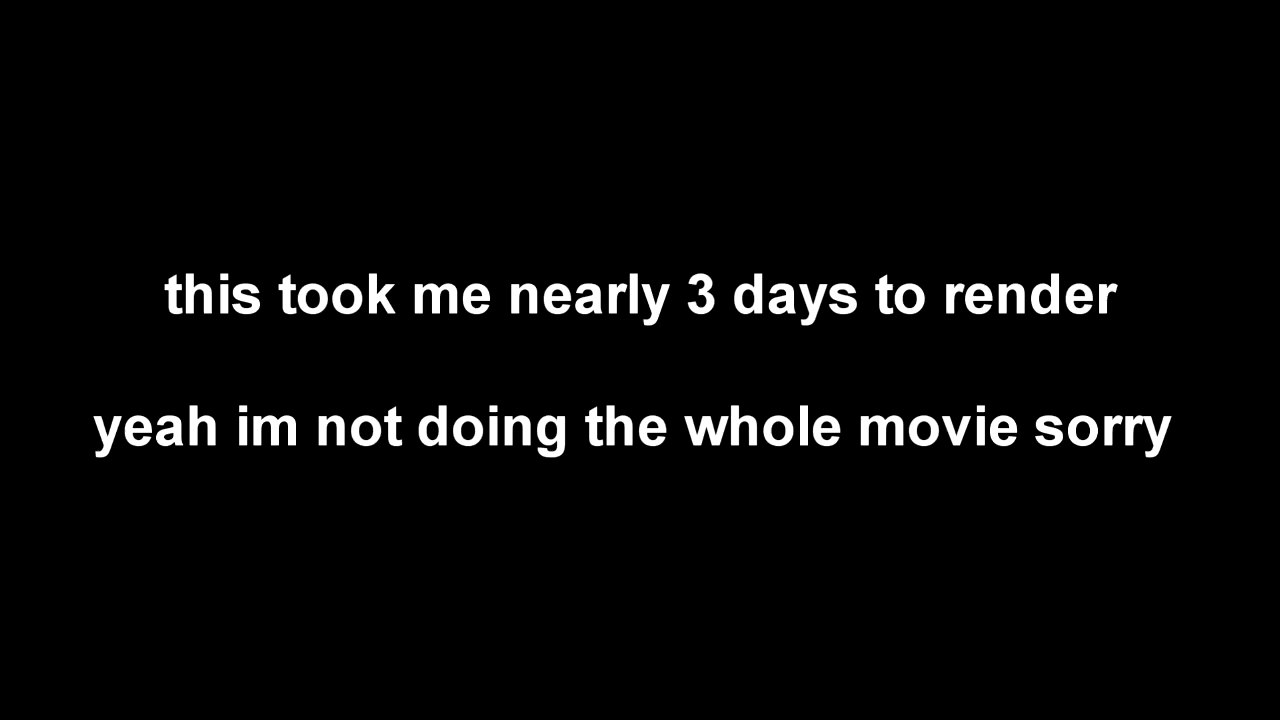 this took me nearly 3 days to render
yeah im not doing the whole movie sorry